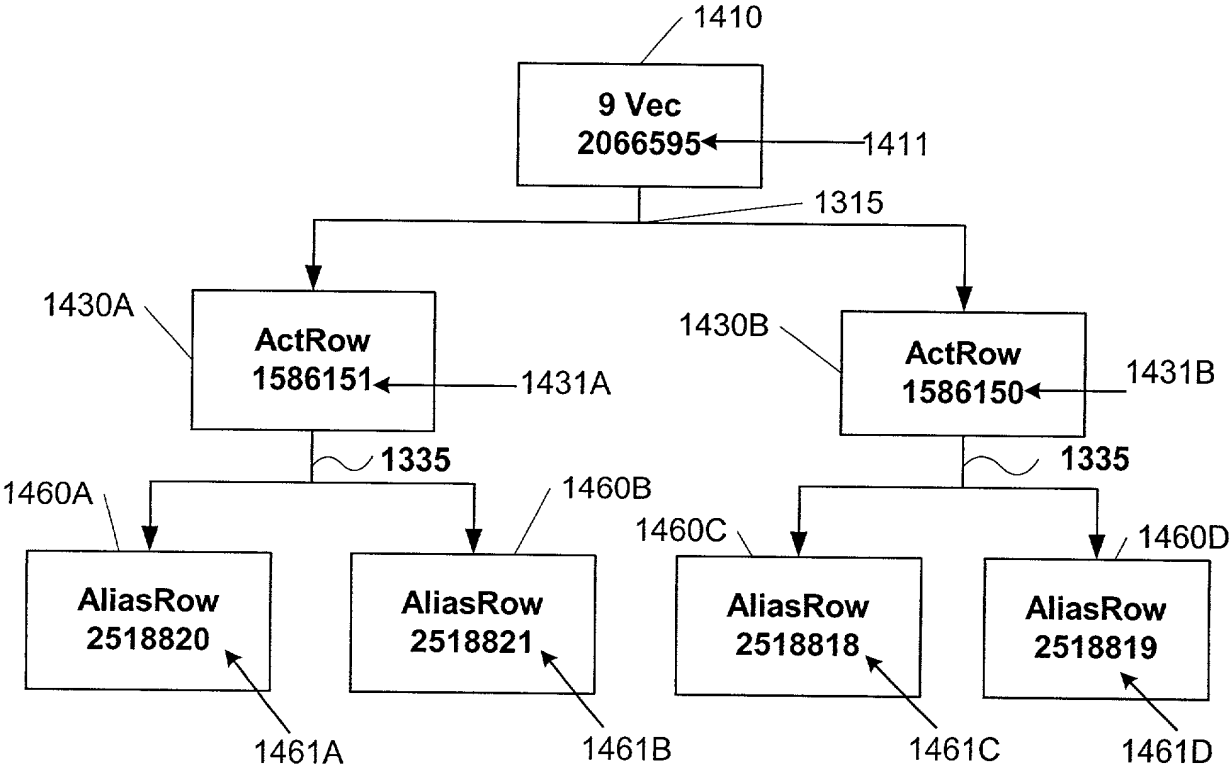 1410
9 Vec
2066595
1411
1315
1430A
ActRow
1586151
1431A
1430B
ActRow
1586150
1431B
1335
1335
1460A
AliasRow
2518820
1461A
1460B
AliasRow
2518821
1461B
1460C
AliasRow
2518818
1461C
1460D
AliasRow
2518819
1461D